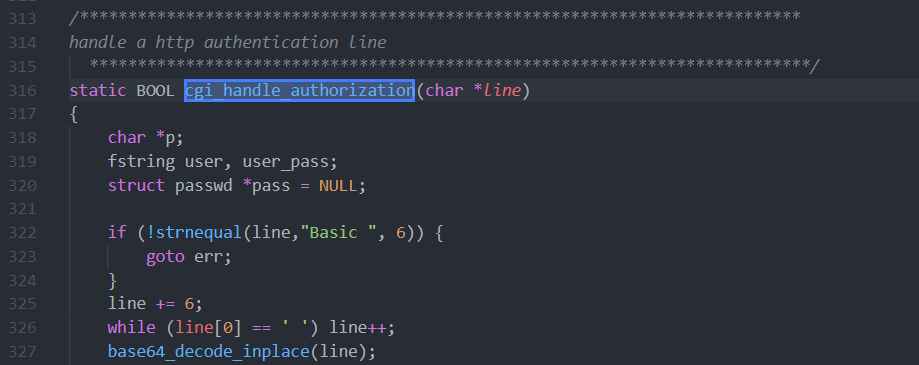 313 /***************************************************************************
314 handle a http authentication line
315   ***************************************************************************/
316 static BOOL cgi_handle_authorization(char *line)
317 {
318     char *p;
319     fstring user, user_pass;
320     struct passwd *pass = NULL;
321
322     if (!strnequal(line,"Basic ", 6)) {
323         goto err;
324     }
325     line += 6;
326     while (line[0] == ' ') line++;
327     base64_decode_inplace(line);